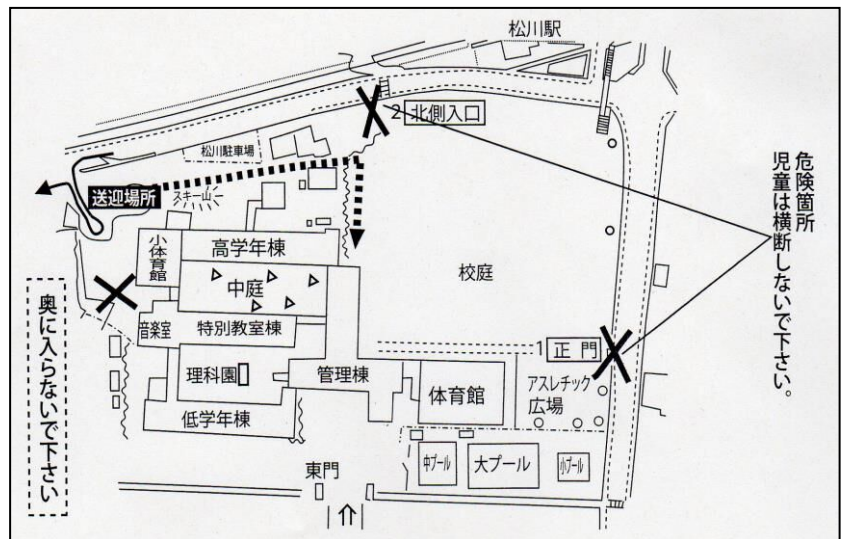 松川駅
2 北側入口
危険箇所
児童は横断しないで下さい。
松川駐車場
送迎場所
スキー山
小体育館
高学年棟
中庭
校庭
奥に入らないで下さい
音楽室
特別教室棟
1 正門
理科園
管理棟
体育館
アスレチック
広場
低学年棟
東門
中プール
大プール
小プール